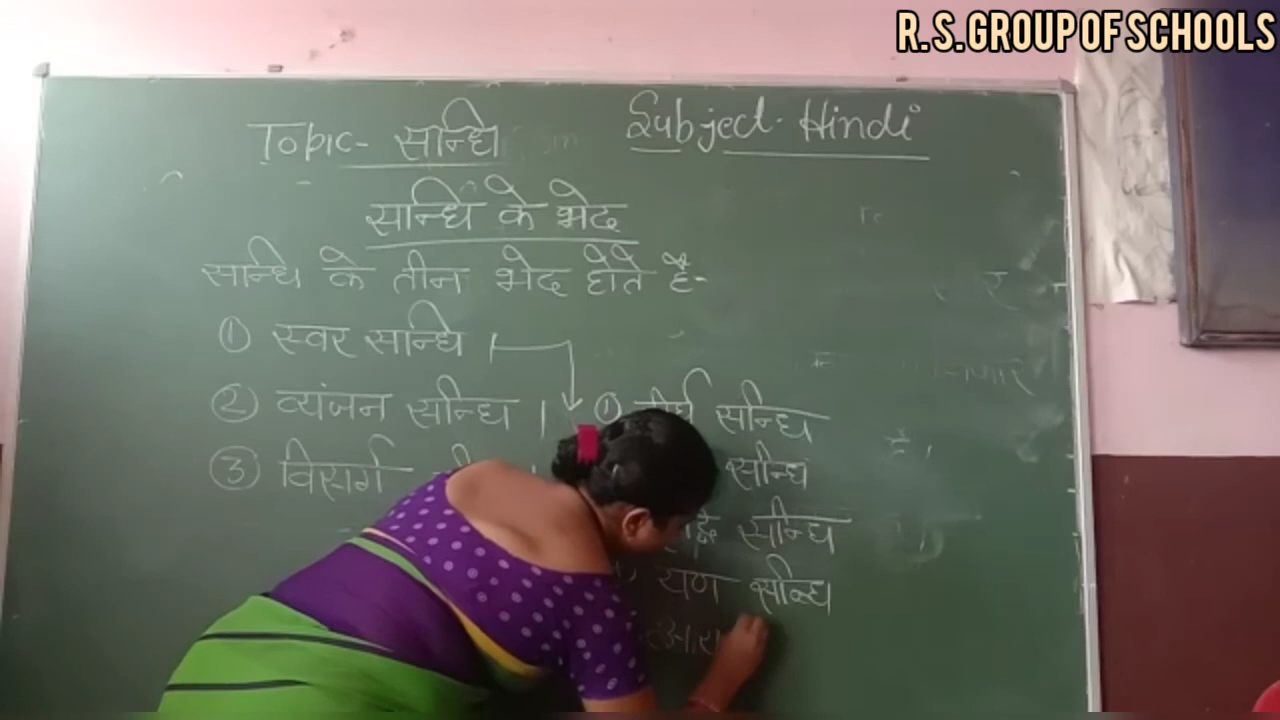 R. S. GROUP OF SCHOOLS
Topic- सन्धि
Subject- Hindi
सन्धि के भेद
सन्धि के तीन भेद होते है-
① स्वर सन्धि
② व्यंजन सन्धि ।
① दीर्घ सन्धि
③ विसर्ग
सन्धि
सन्धि
यण सन्धि